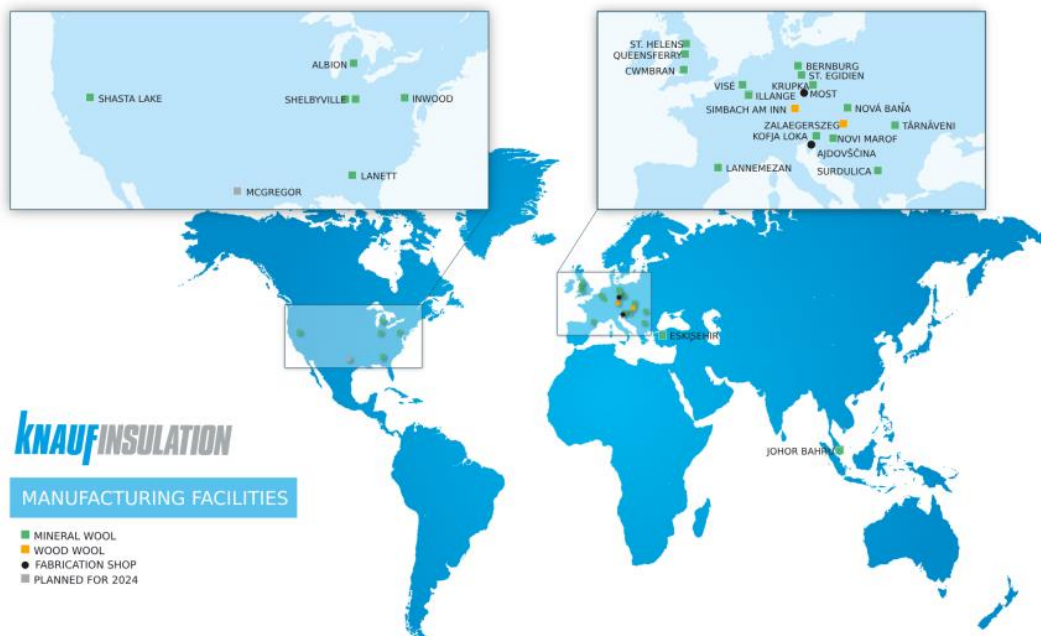 ALBION
SHASTA LAKE
SHELBYVILLE
INWOOD
LANETT
MCGREGOR
ST. HELENS
QUEENSFERRY
CWMBRAN
BERNBURG
ST. EGIDIEN
VISÉ
KRUPKA
ILLANGE
MOST
SIMBACH AM INN
NOVÁ BAŇA
ZALAEGERSZEG
TÂRNĂVENI
KOFJA LOKA
NOVI MAROF
AJDOVŠČINA
LANNEMEZAN
SURDULICA
ESKIŞEHIR
JOHOR BAHRU
KNAUFINSULATION
MANUFACTURING FACILITIES
MINERAL WOOL
WOOD WOOL
FABRICATION SHOP
PLANNED FOR 2024